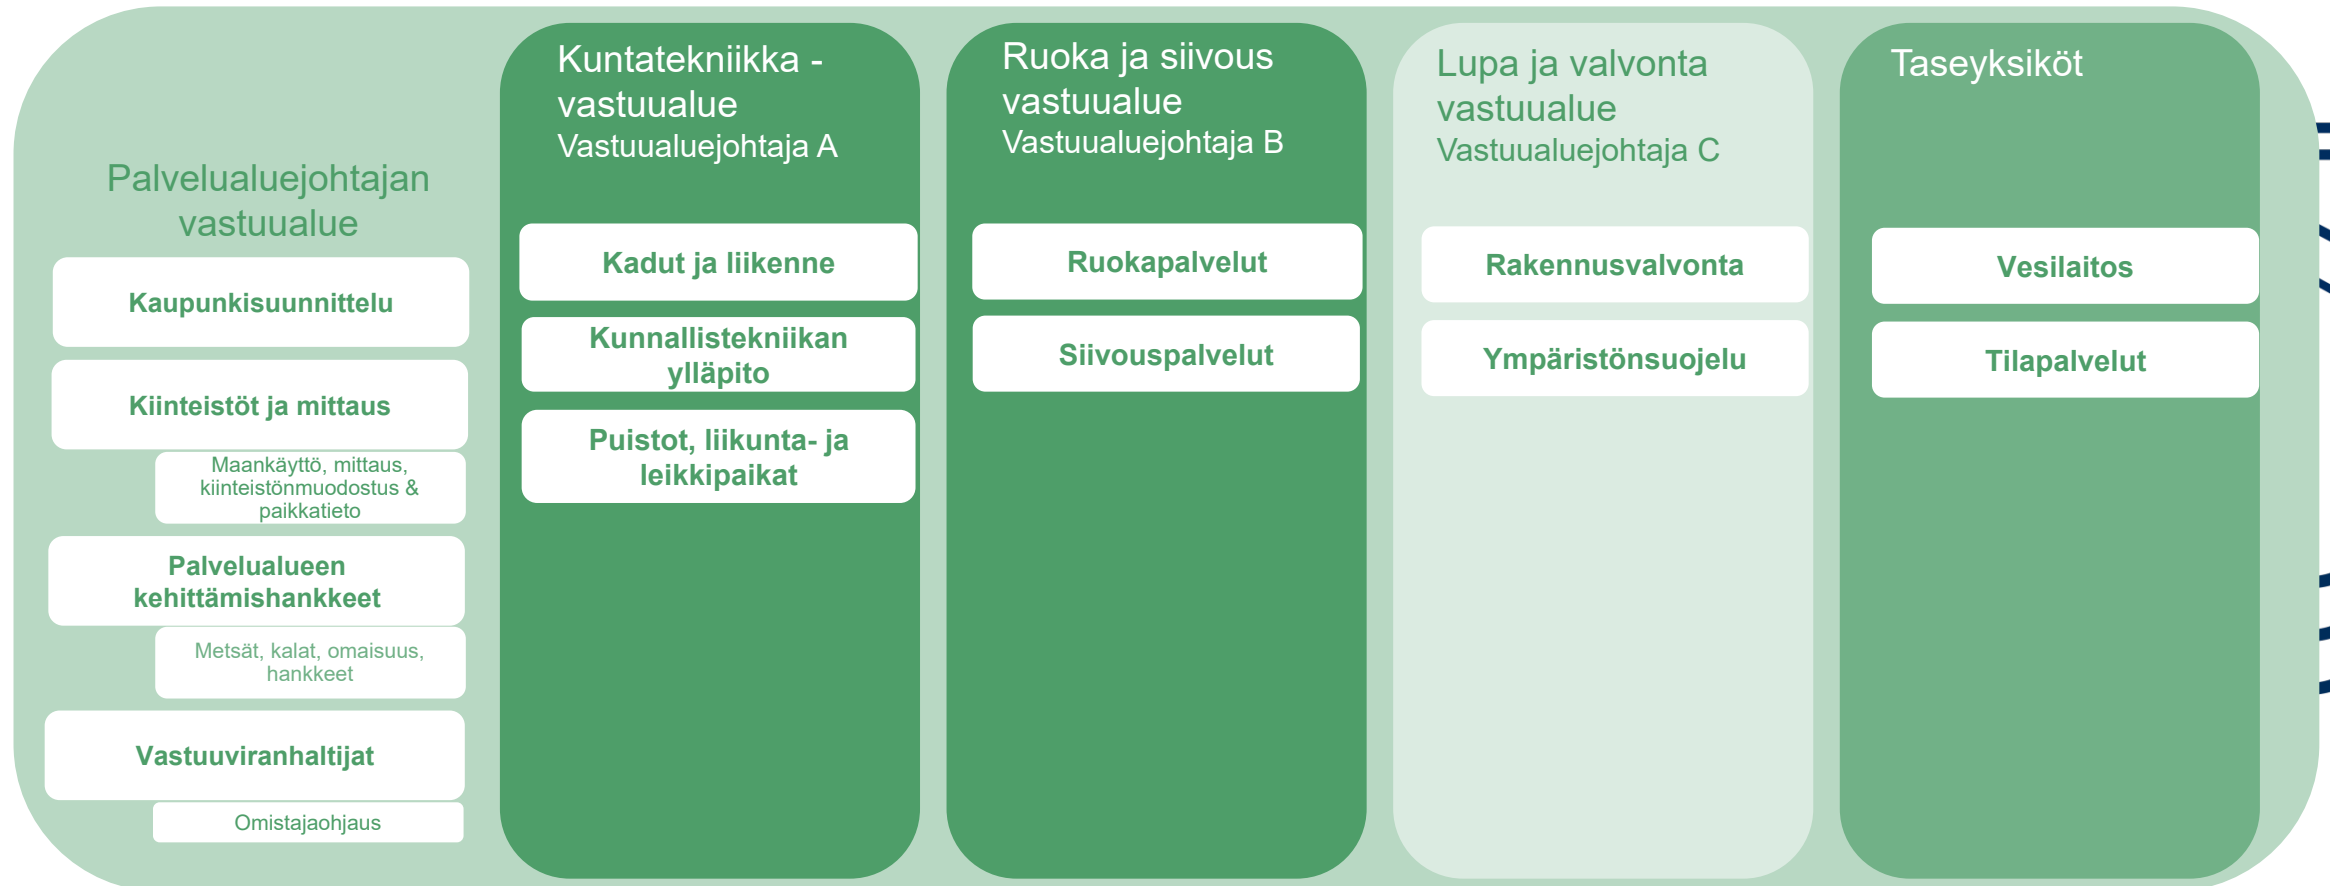 Palvelualuejohtajan
vastuualue
Kaupunkisuunnittelu
Kiinteistöt ja mittaus
Maankäyttö, mittaus,
kiinteistönmuodostus &
paikkatieto
Palvelualueen
kehittämishankkeet
Metsät, kalat, omaisuus,
hankkeet
Vastuuviranhaltijat
Omistajaohjaus
Kuntatekniikka -
vastuualue
Vastuualuejohtaja A
Kadut ja liikenne
Kunnallistekniikan
ylläpito
Puistot, liikunta- ja
leikkipaikat
Ruoka ja siivous
vastuualue
Vastuualuejohtaja B
Ruokapalvelut
Siivouspalvelut
Lupa ja valvonta
vastuualue
Vastuualuejohtaja C
Rakennusvalvonta
Ympäristönsuojelu
Taseyksiköt
Vesilaitos
Tilapalvelut